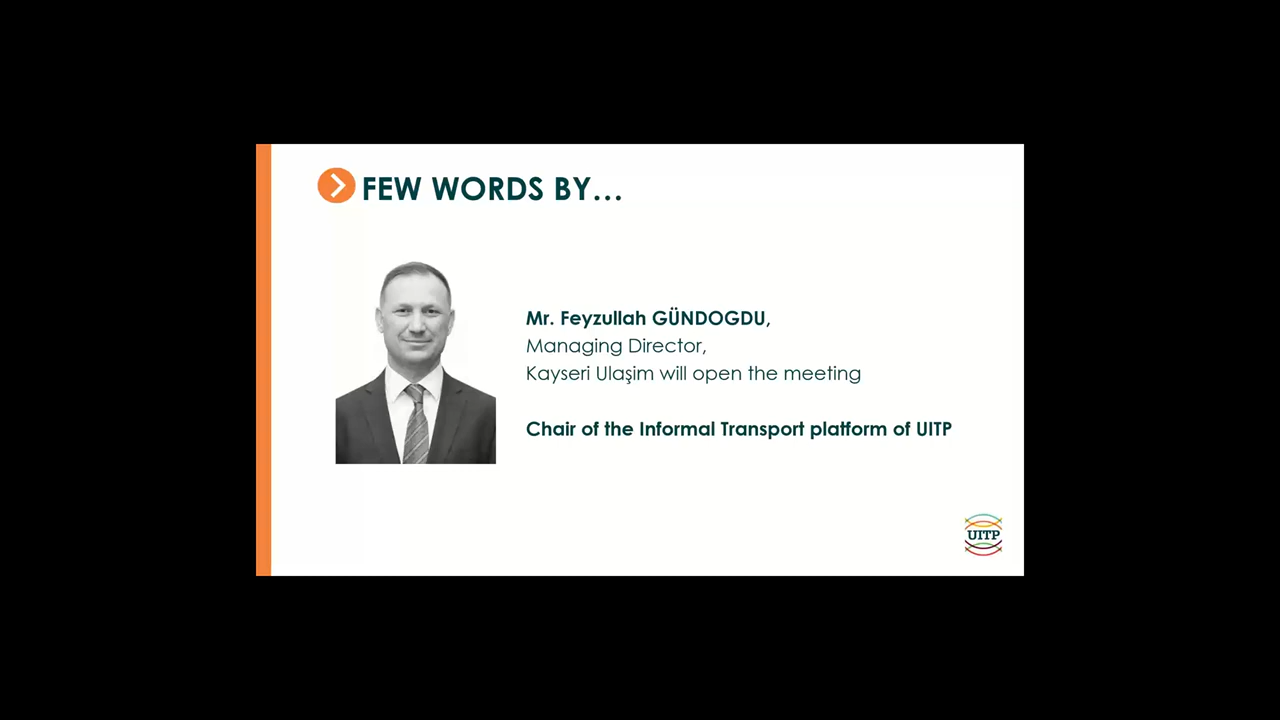 FEW WORDS BY...
Mr. Feyzullah GÜNDOGDU,
Managing Director,
Kayseri Ulaşim will open the meeting
Chair of the Informal Transport platform of UITP
UITP